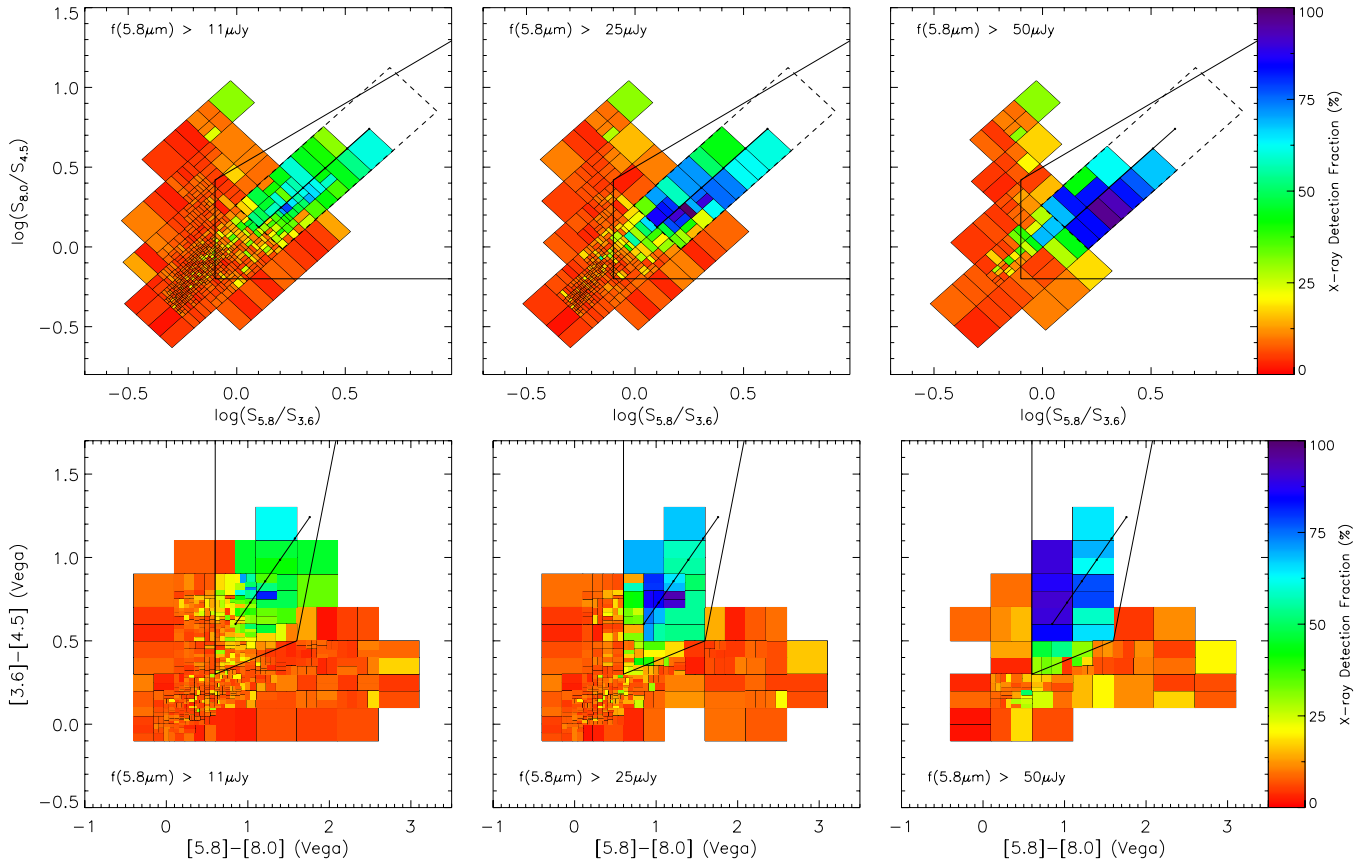 f(5.8μm) > 11μJy
f(5.8μm) > 25μJy
f(5.8μm) > 50μJy
1.5
1.0
0.5
0.0
−0.5
log(S8.0/S4.5)
−0.5 0.0 0.5
log(S5.8/S3.6)
−0.5 0.0 0.5
log(S5.8/S3.6)
−0.5 0.0 0.5
log(S5.8/S3.6)
100
75
50
25
0
X−ray Detection Fraction (%)
1.5
1.0
0.5
0.0
−0.5
[3.6]−[4.5] (Vega)
f(5.8μm) > 11μJy
f(5.8μm) > 25μJy
f(5.8μm) > 50μJy
−1 0 1 2 3
[5.8]−[8.0] (Vega)
−1 0 1 2 3
[5.8]−[8.0] (Vega)
−1 0 1 2 3
[5.8]−[8.0] (Vega)
100
75
50
25
0
X−ray Detection Fraction (%)